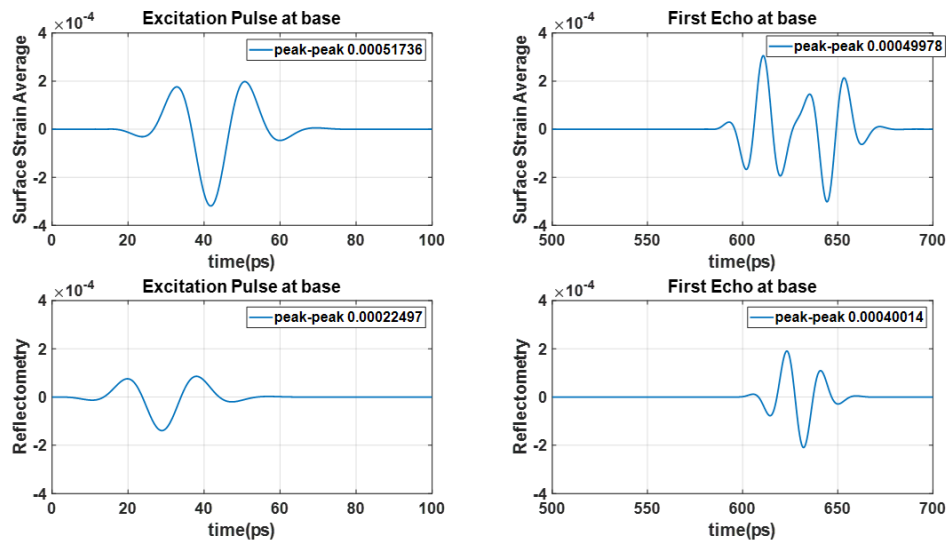 Excitation Pulse at base
×10⁻⁴
peak-peak 0.00051736
4
2
0
-2
-4
Surface Strain Average
0 20 40 60 80 100
time(ps)
First Echo at base
×10⁻⁴
peak-peak 0.00049978
4
2
0
-2
-4
Surface Strain Average
500 550 600 650 700
time(ps)
Excitation Pulse at base
×10⁻⁴
peak-peak 0.00022497
4
2
0
-2
-4
Reflectometry
0 20 40 60 80 100
time(ps)
First Echo at base
×10⁻⁴
peak-peak 0.00040014
4
2
0
-2
-4
Reflectometry
500 550 600 650 700
time(ps)